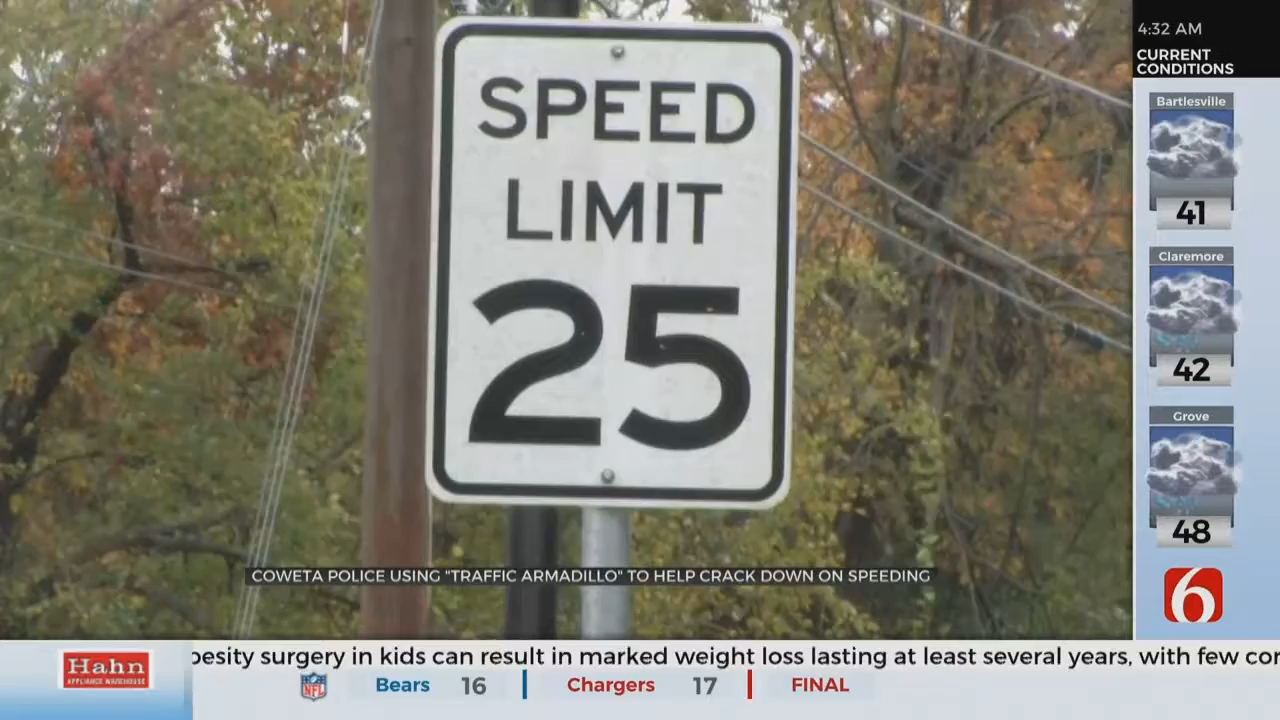 SPEED
LIMIT
25
4:32 AM
CURRENT
CONDITIONS
Bartlesville
41
Claremore
42
Grove
48
6
COWETA POLICE USING "TRAFFIC ARMADILLO" TO HELP CRACK DOWN ON SPEEDING
Hahn
APPLIANCE WAREHOUSE
besity surgery in kids can result in marked weight loss lasting at least several years, with few cor
NFL
Bears 16
Chargers 17
FINAL